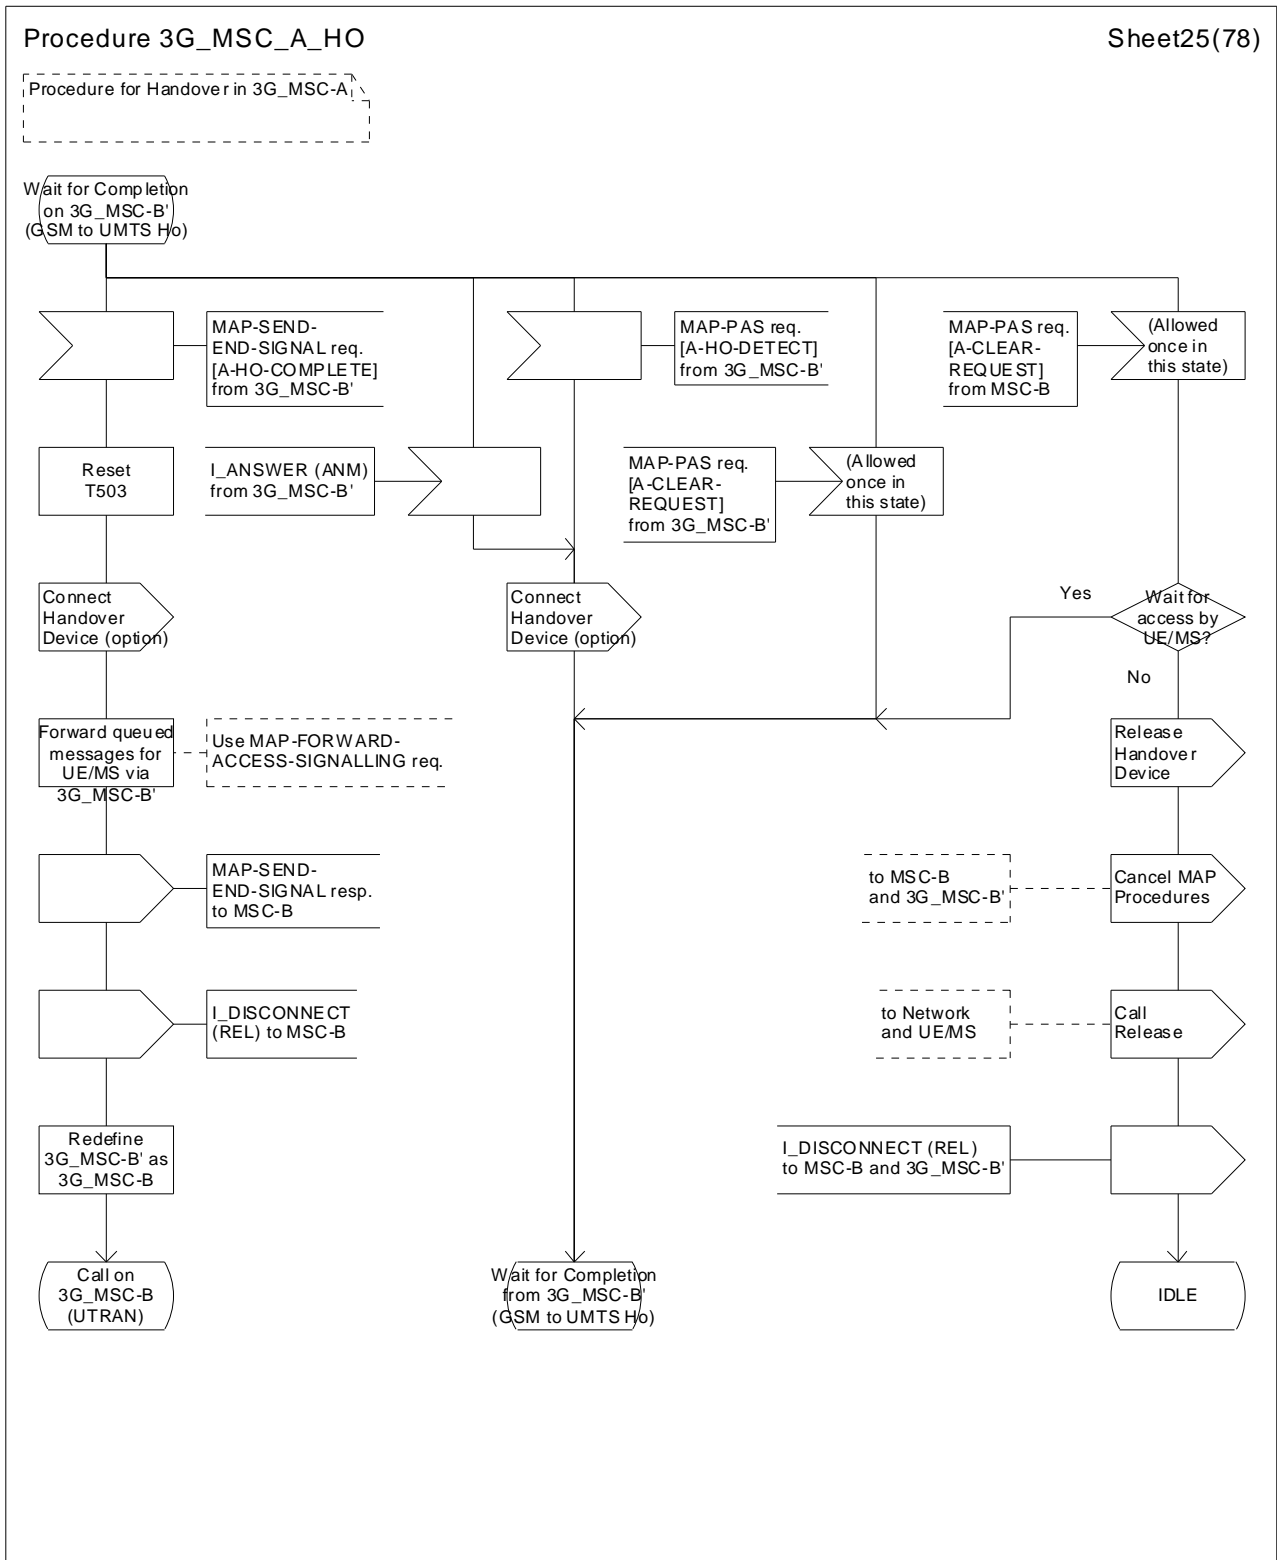 Procedure 3G_MSC_A_HO
Sheet25(78)
Procedure for Handover in 3G_MSC-A
Wait for Completion
on 3G_MSC-B'
(GSM to UMTS Ho)
MAP-SEND-
END-SIGNAL req.
[A-HO-COMPLETE]
from 3G_MSC-B'
MAP-PAS req.
[A-HO-DETECT]
from 3G_MSC-B'
MAP-PAS req.
[A-CLEAR-
REQUEST]
from MSC-B
(Allowed
once in
this state)
Reset
T503
I_ANSWER (ANM)
from 3G_MSC-B'
MAP-PAS req.
[A-CLEAR-
REQUEST]
from 3G_MSC-B'
(Allowed
once in
this state)
Connect
Handover
Device (option)
Connect
Handover
Device (option)
Yes
Wait for
access by
UE/MS?
No
Forward queued
messages for
UE/MS via
3G_MSC-B'
Use MAP-FORWARD-
ACCESS-SIGNALLING req.
Release
Handover
Device
MAP-SEND-
END-SIGNAL resp.
to MSC-B
to MSC-B
and 3G_MSC-B'
Cancel MAP
Procedures
I_DISCONNECT
(REL) to MSC-B
to Network
and UE/MS
Call
Release
Redefine
3G_MSC-B' as
3G_MSC-B
I_DISCONNECT (REL)
to MSC-B and 3G_MSC-B'
Call on
3G_MSC-B
(UTRAN)
Wait for Completion
from 3G_MSC-B'
(GSM to UMTS Ho)
IDLE